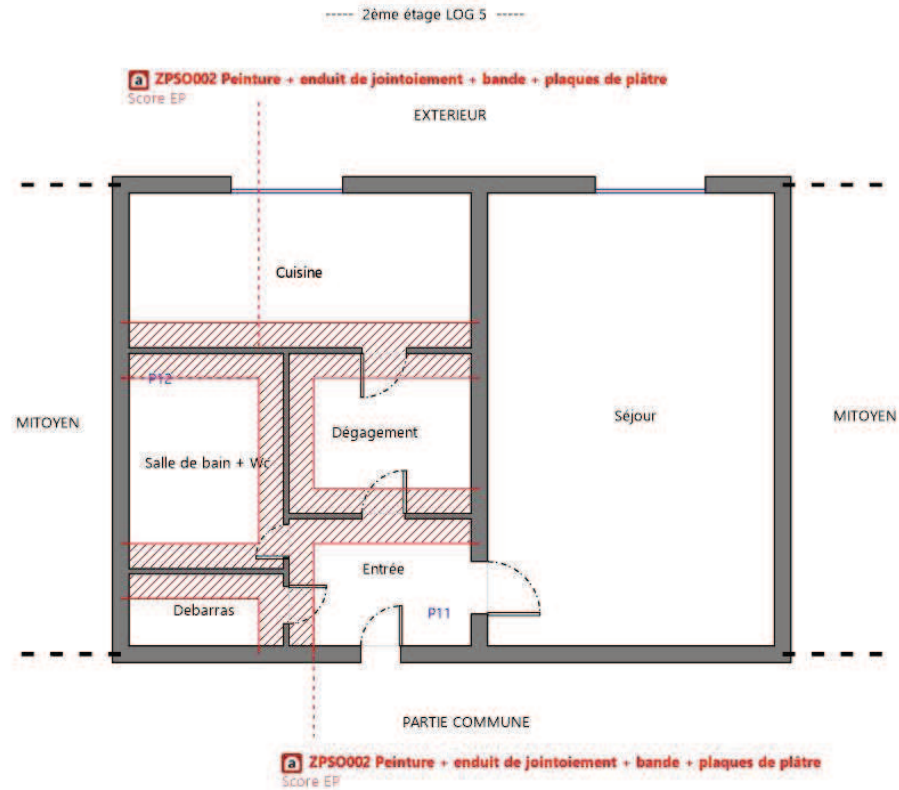 ----- 2ème étage LOG 5 -----
a ZPSO002 Peinture + enduit de jointoiement + bande + plaques de plâtre
Score EP
EXTERIEUR
Cuisine
P12
MITOYEN
Séjour
MITOYEN
Dégagement
Salle de bain + Wc
Entrée
Debarras
P11
PARTIE COMMUNE
a ZPSO002 Peinture + enduit de jointoiement + bande + plaques de plâtre
Score EP